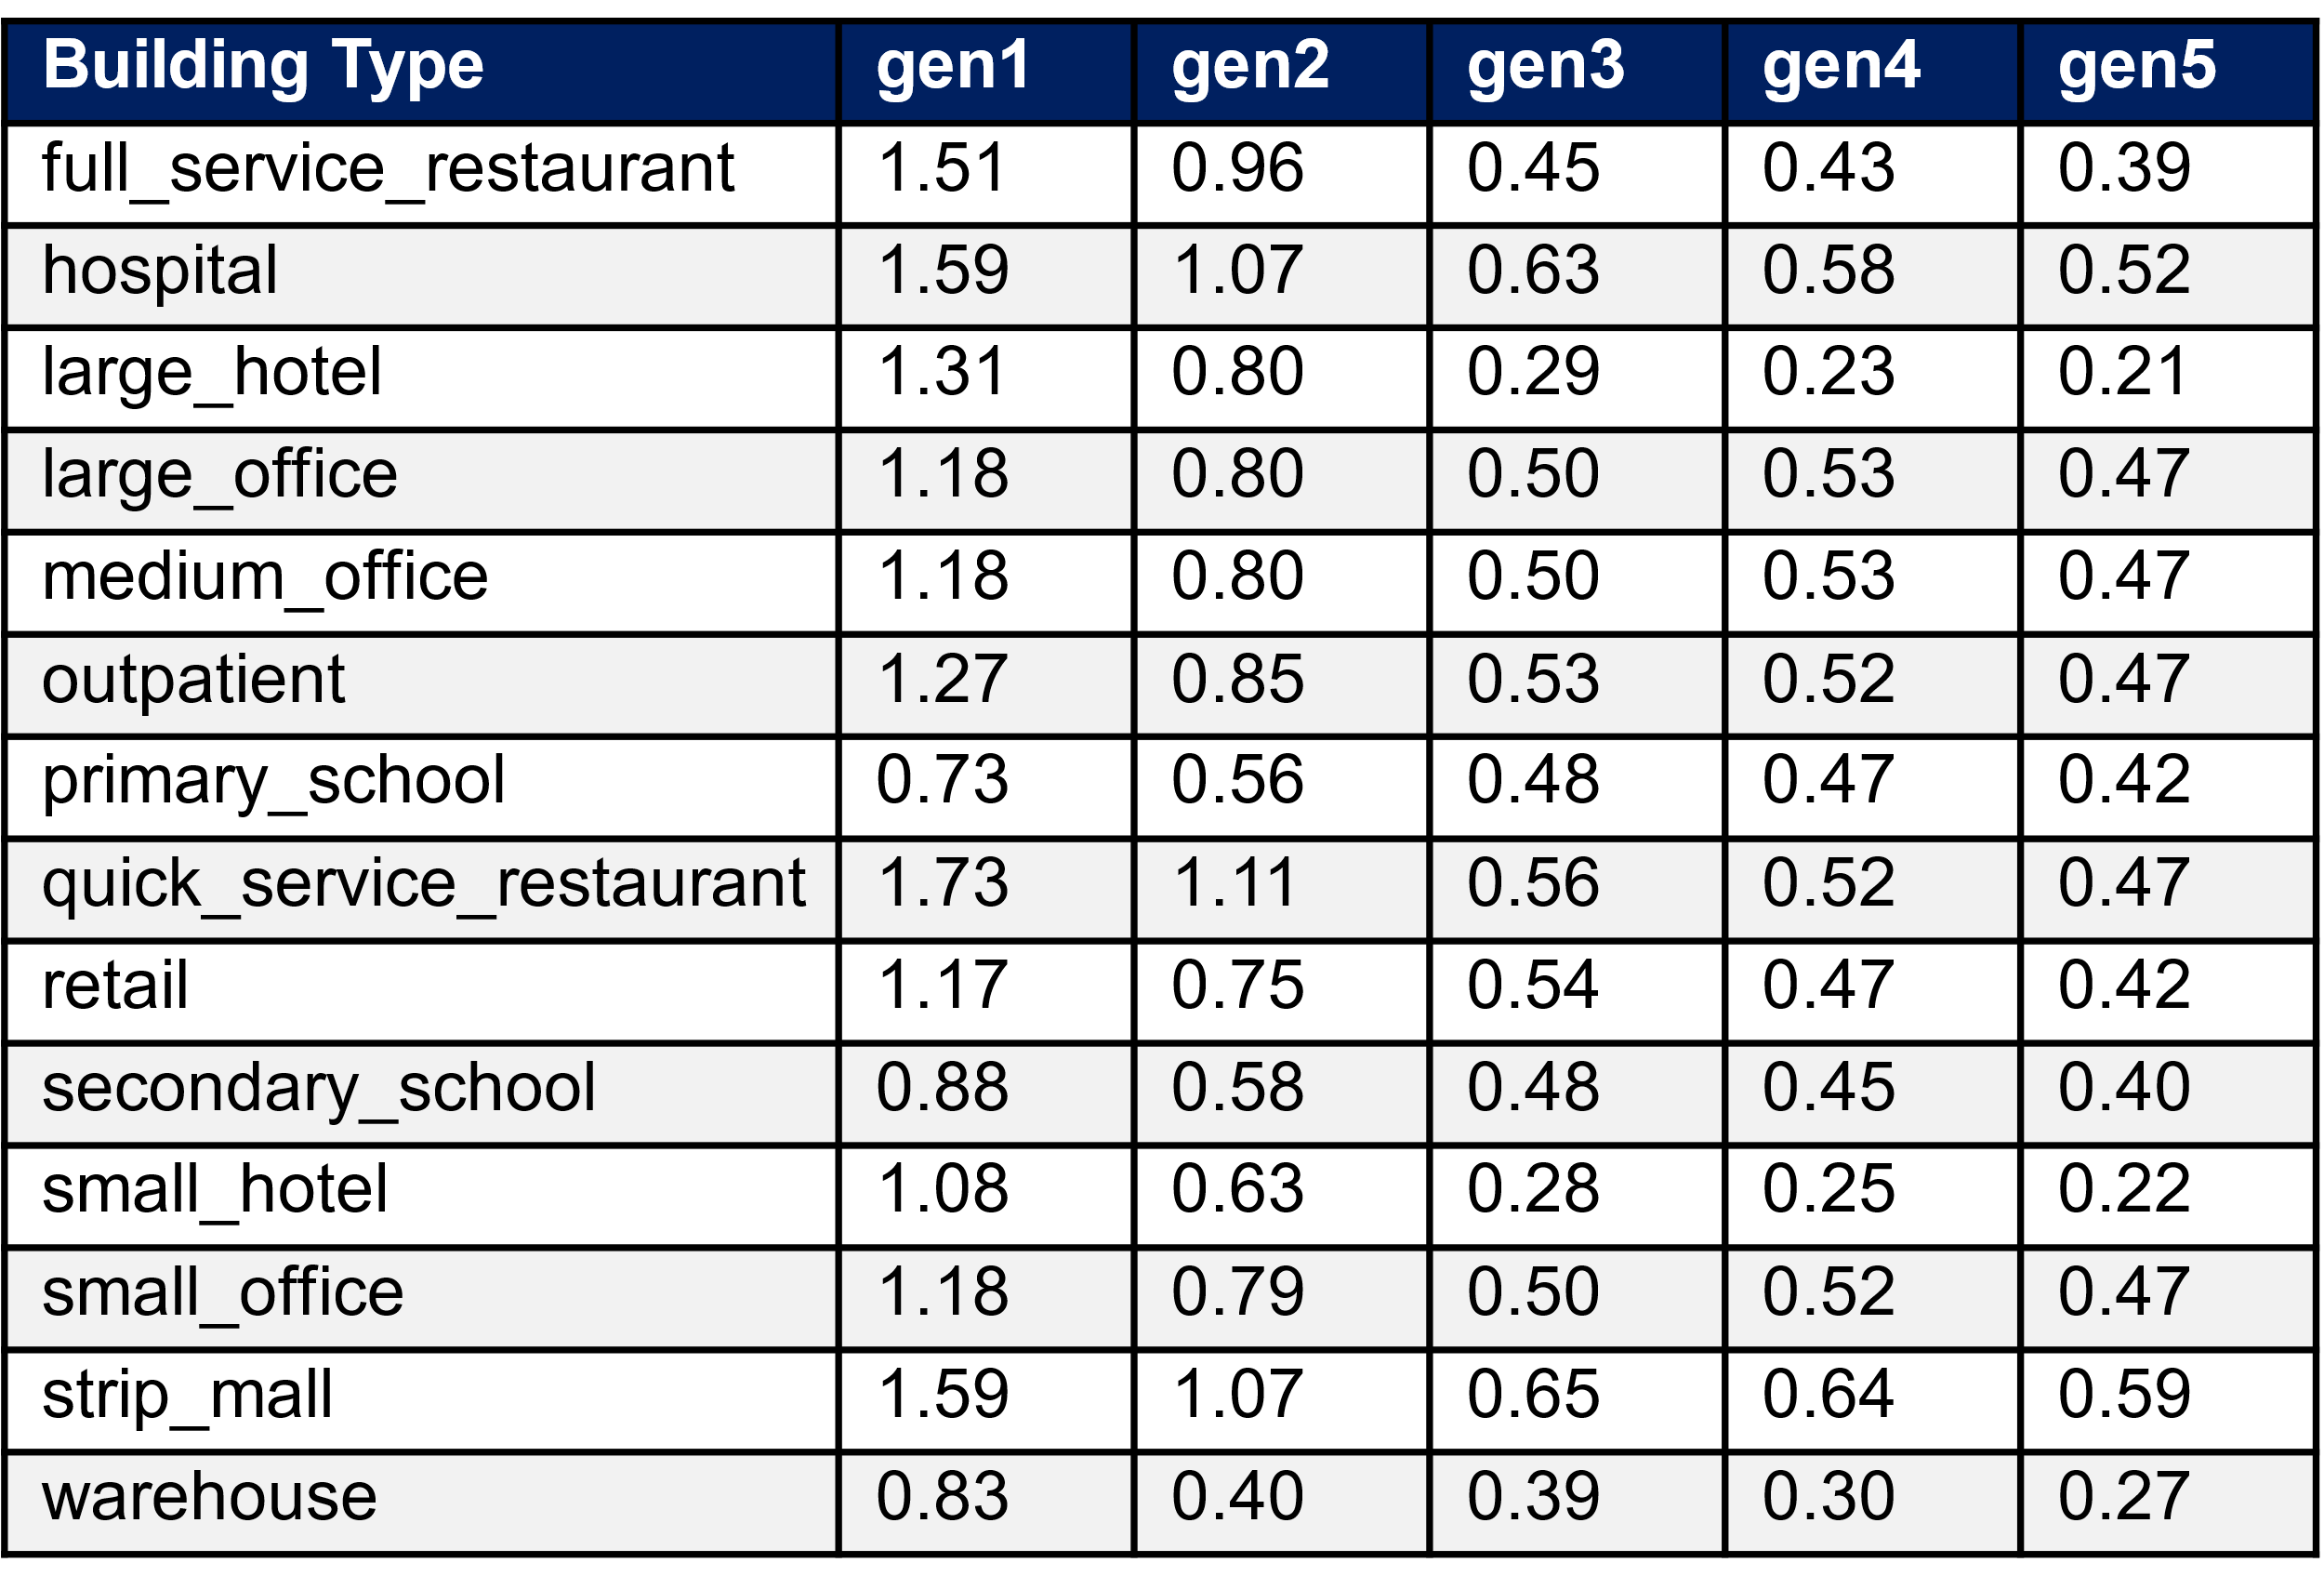 Building Type gen1 gen2 gen3 gen4 gen5
full_service_restaurant 1.51 0.96 0.45 0.43 0.39
hospital 1.59 1.07 0.63 0.58 0.52
large_hotel 1.31 0.80 0.29 0.23 0.21
large_office 1.18 0.80 0.50 0.53 0.47
medium_office 1.18 0.80 0.50 0.53 0.47
outpatient 1.27 0.85 0.53 0.52 0.47
primary_school 0.73 0.56 0.48 0.47 0.42
quick_service_restaurant 1.73 1.11 0.56 0.52 0.47
retail 1.17 0.75 0.54 0.47 0.42
secondary_school 0.88 0.58 0.48 0.45 0.40
small_hotel 1.08 0.63 0.28 0.25 0.22
small_office 1.18 0.79 0.50 0.52 0.47
strip_mall 1.59 1.07 0.65 0.64 0.59
warehouse 0.83 0.40 0.39 0.30 0.27